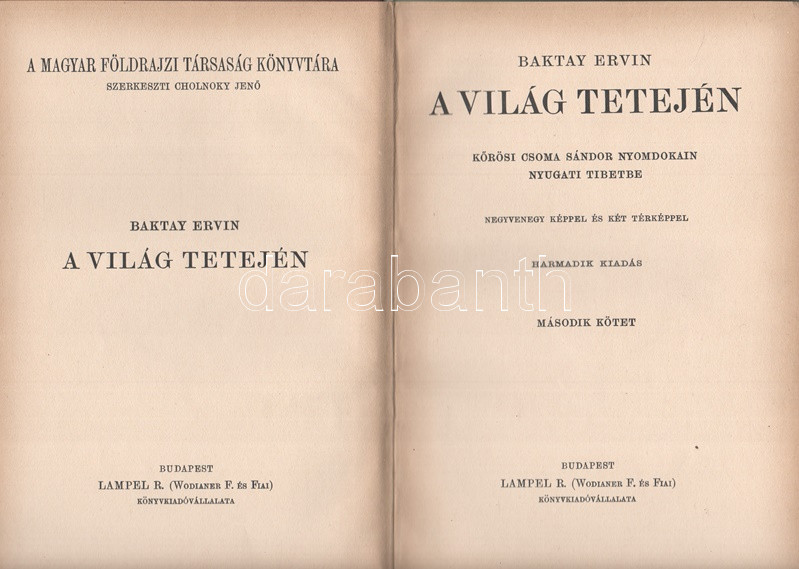 A MAGYAR FÖLDRAJZI TÁRSASÁG KÖNYVTÁRA
SZERKESZTI CHOLNOKY JENŐ
BAKTAY ERVIN
A VILÁG TETEJÉN
BUDAPEST
LAMPEL R. (WODIANER F. ÉS FIAI)
KÖNYVKIADÓVÁLLALATA
BAKTAY ERVIN
A VILÁG TETEJÉN
KŐRÖSI CSOMA SÁNDOR NYOMDOKAIN
NYUGATI TIBETBE
NEGYVENEGY KÉPPEL ÉS KÉT TÉRKÉPPEL
HARMADIK KIADÁS
MÁSODIK KÖTET
BUDAPEST
LAMPEL R. (WODIANER F. ÉS FIAI)
KÖNYVKIADÓVÁLLALATA
darabanth